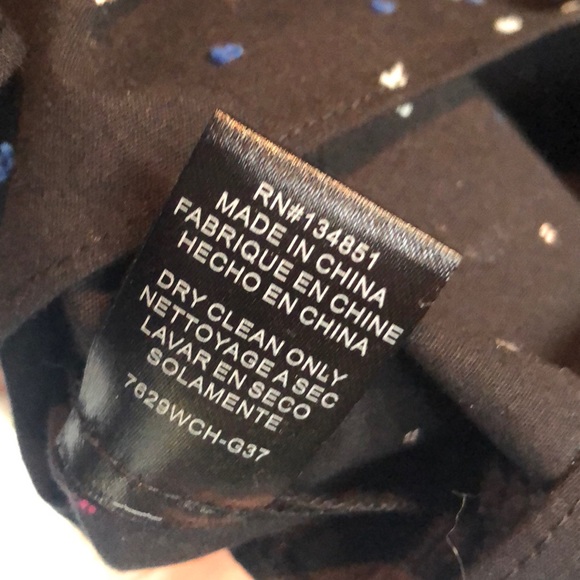 RN#134851
MADE IN CHINA
FABRIQUE EN CHINE
HECHO EN CHINA
DRY CLEAN ONLY
NETTOYAGE A SEC
LAVAR EN SECO
SOLAMENTE
7629WCH-G37